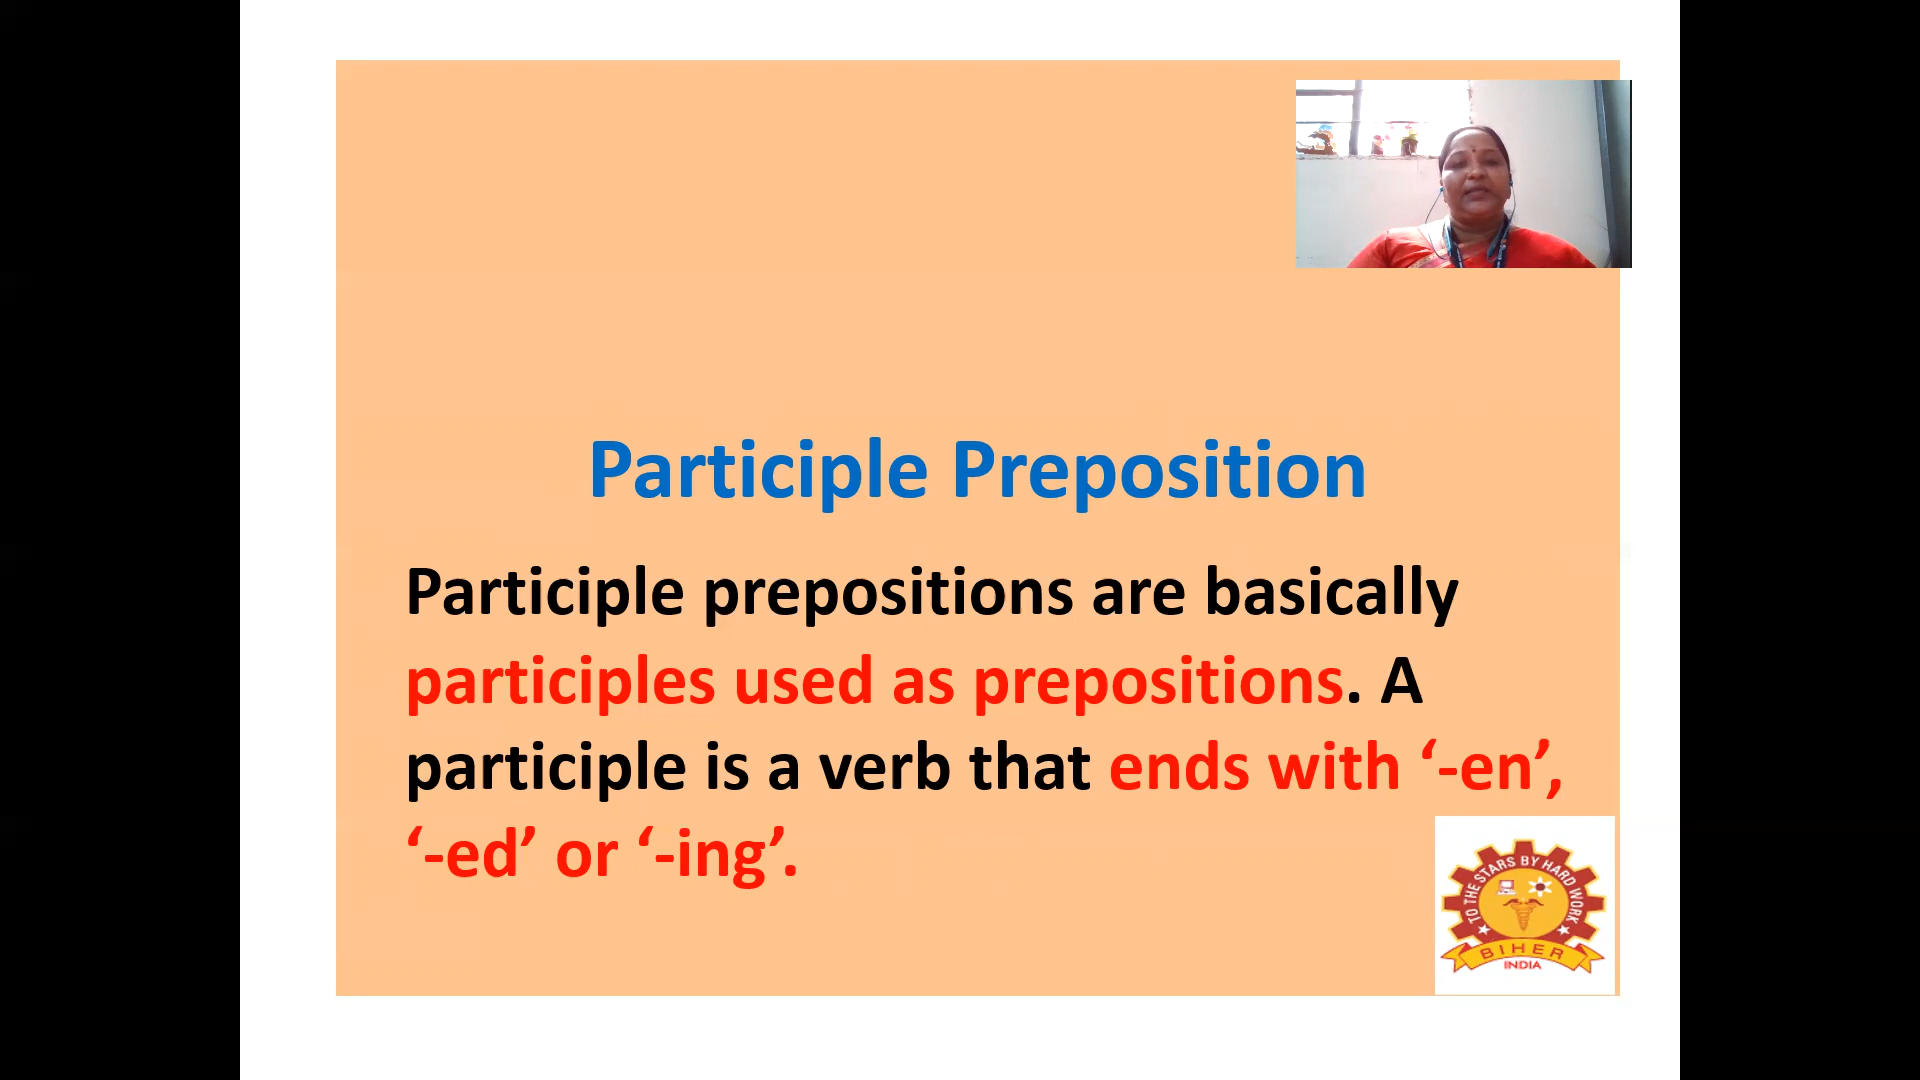 Participle Preposition
Participle prepositions are basically
participles used as prepositions. A
participle is a verb that ends with ‘-en’,
‘-ed’ or ‘-ing’.
TO THE STARS BY HARD WORK
BIHER
INDIA